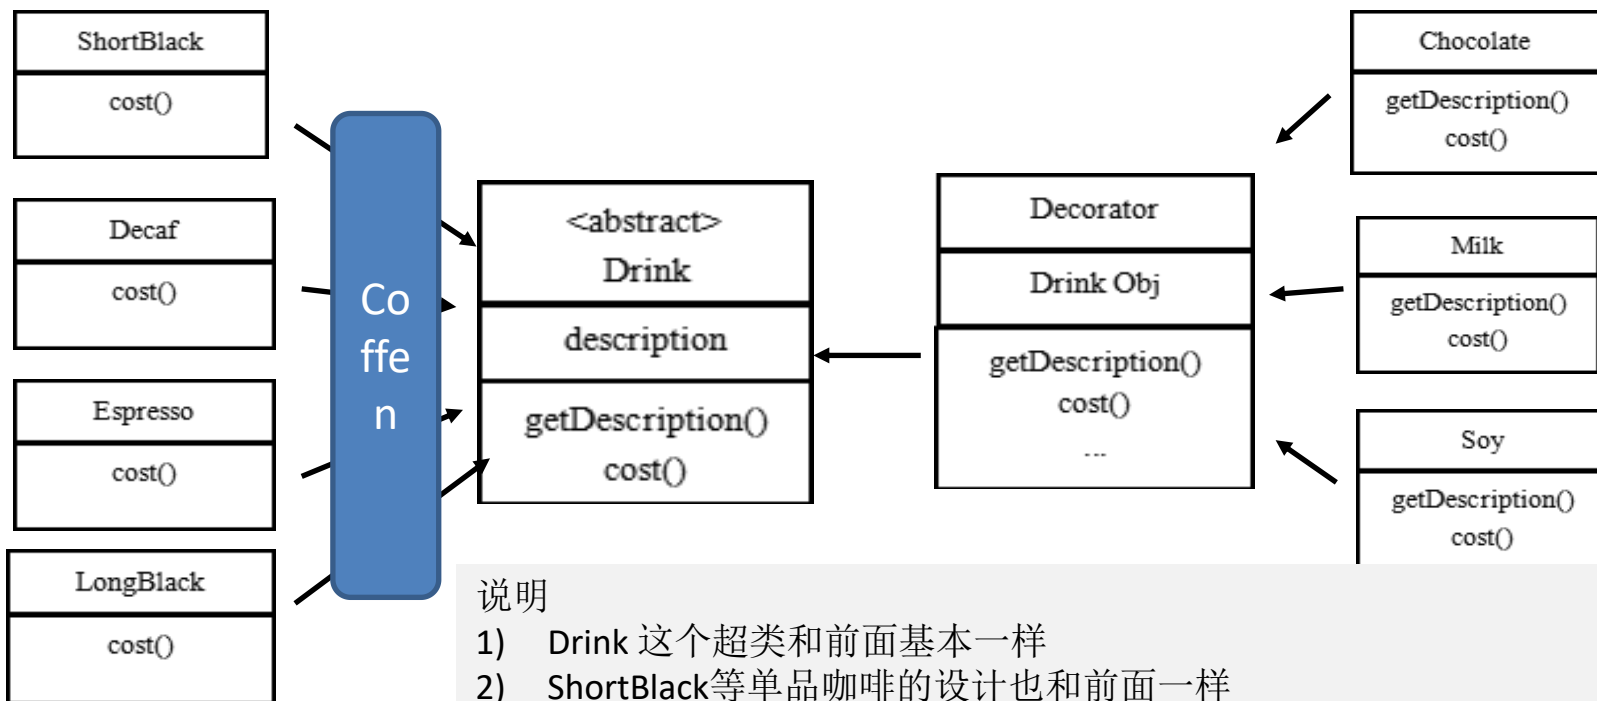 ShortBlack
cost()
Decaf
cost()
Espresso
cost()
LongBlack
cost()
Co
ffe
n
<abstract>
Drink
description
getDescription()
cost()
Decorator
Drink Obj
getDescription()
cost()
...
Chocolate
getDescription()
cost()
Milk
getDescription()
cost()
Soy
getDescription()
cost()
说明
1) Drink 这个超类和前面基本一样
2) ShortBlack等单品咖啡的设计也和前面一样